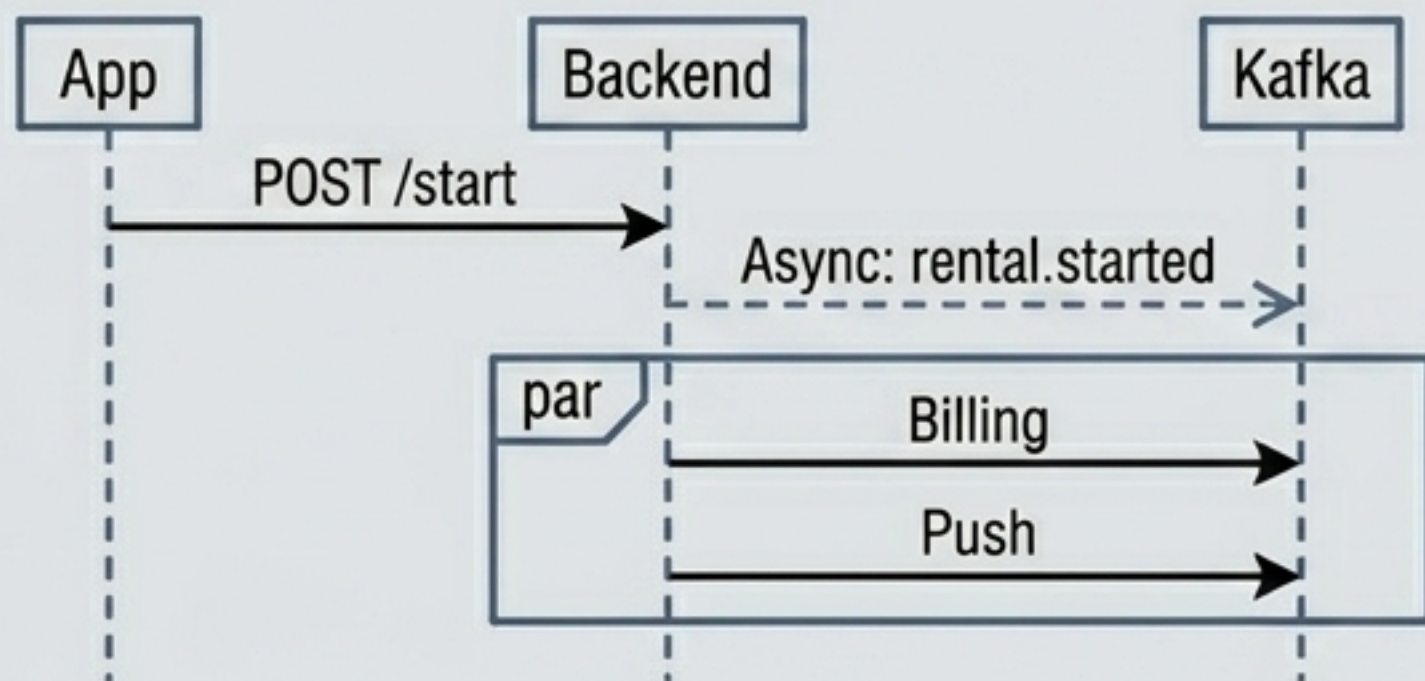 App
Backend
Kafka
POST /start
Async: rental.started
par
Billing
Push